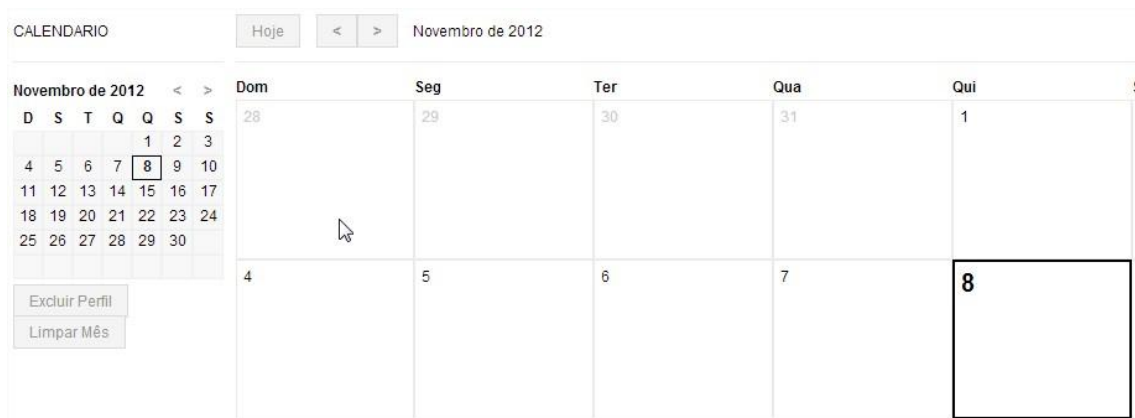 CALENDARIO
Hoje < > Novembro de 2012
Novembro de 2012 < >
D S T Q Q S S
1 2 3
4 5 6 7 8 9 10
11 12 13 14 15 16 17
18 19 20 21 22 23 24
25 26 27 28 29 30
Excluir Perfil
Limpar Mês
Dom Seg Ter Qua Qui
28 29 30 31 1
4 5 6 7 8